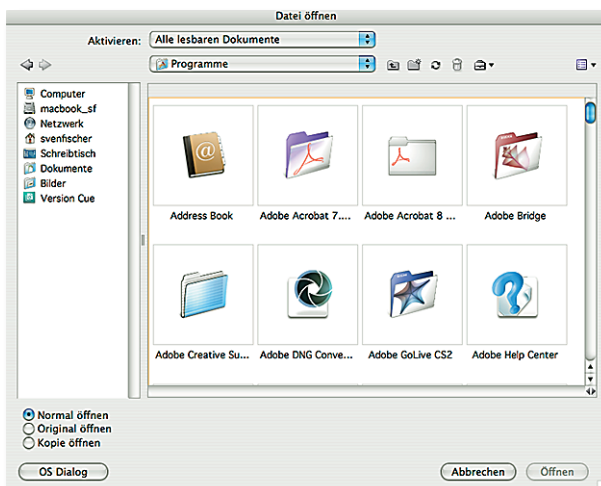 Datei öffnen
Aktivieren: Alle lesbaren Dokumente
Programme
Computer
macbook_sf
Netzwerk
svenfischer
Schreibtisch
Dokumente
Bilder
Version Cue
@
Address Book Adobe Acrobat 7.... Adobe Acrobat 8 ... Adobe Bridge
?
Adobe Creative Su... Adobe DNG Conve... Adobe GoLive CS2 Adobe Help Center
Normal öffnen
Original öffnen
Kopie öffnen
OS Dialog Abbrechen Öffnen